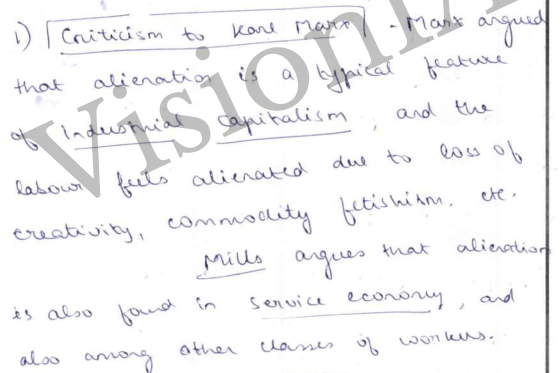 1) Criticism to Karl Marx - Marx argued
that alienation is a typical feature
of industrial capitalism, and the
labour feels alienated due to loss of
creativity, commodity fetishism. etc.
Mills argues that alienation
is also found in service economy, and
also among other classes of workers.
VisionIA